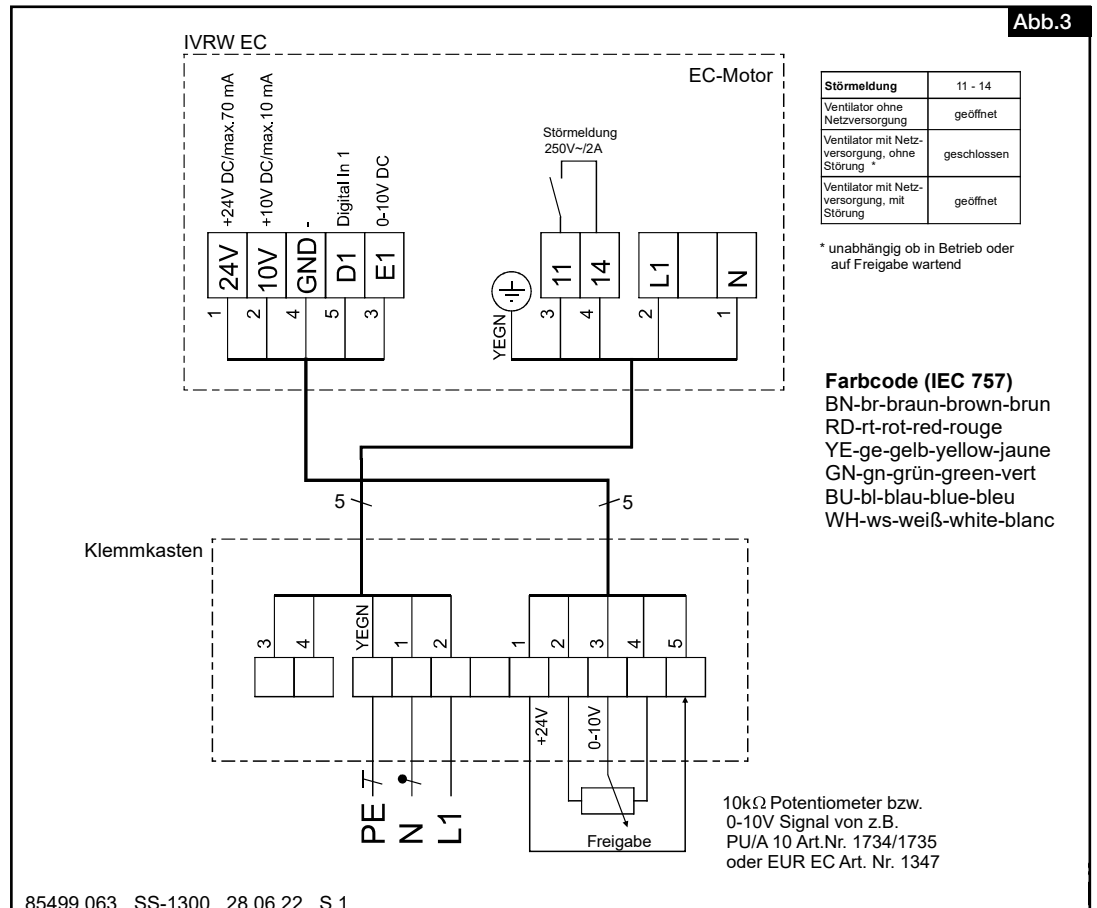 Abb.3
IVRW EC
EC-Motor
+24V DC/max.70 mA
+10V DC/max.10 mA
-
Digital In 1
0-10V DC
24V
10V
GND
D1
E1
1
2
4
5
3
Störmeldung
250V~/2A
11
14
L1
N
YEGN
3
4
2
1
Störmeldung
11 - 14
Ventilator ohne
Netzversorgung
geöffnet
Ventilator mit Netz-
versorgung, ohne
Störung *
geschlossen
Ventilator mit Netz-
versorgung, mit
Störung
geöffnet
* unabhängig ob in Betrieb oder
auf Freigabe wartend
Farbcode (IEC 757)
BN-br-braun-brown-brun
RD-rt-rot-red-rouge
YE-ge-gelb-yellow-jaune
GN-gn-grün-green-vert
BU-bl-blau-blue-bleu
WH-ws-weiß-white-blanc
5
5
Klemmkasten
3
4
YEGN
1
2
1
2
3
4
5
+24V
0-10V
PE
N
L1
Freigabe
10kΩ Potentiometer bzw.
0-10V Signal von z.B.
PU/A 10 Art.Nr. 1734/1735
oder EUR EC Art. Nr. 1347
85499.063 SS-1300 28.06.22 S.1